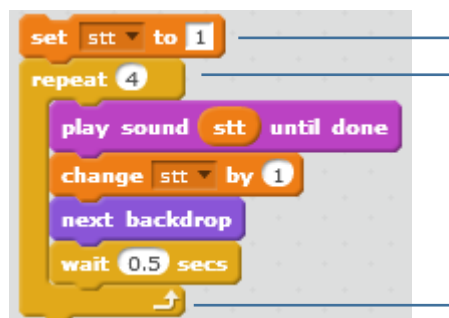 set stt to 1
repeat 4
play sound stt until done
change stt by 1
next backdrop
wait 0.5 secs